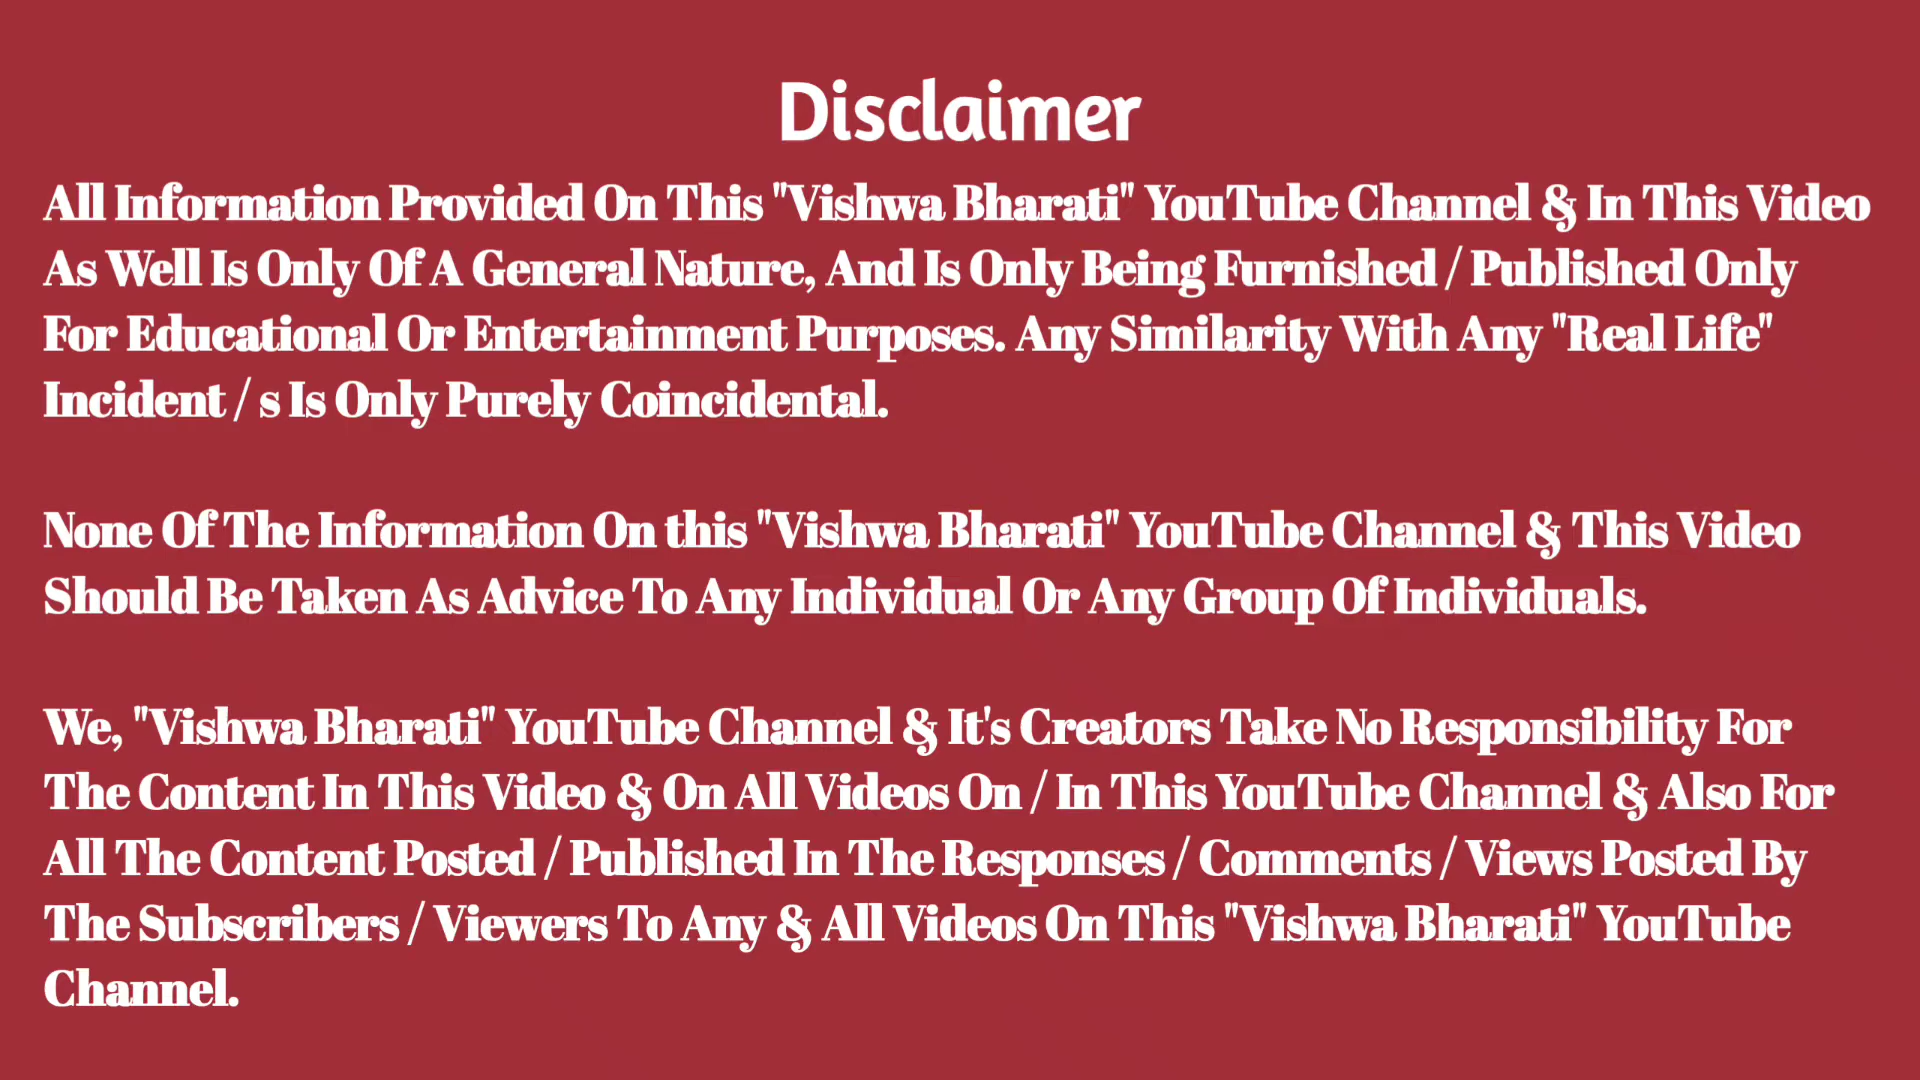 Disclaimer
All Information Provided On This "Vishwa Bharati" YouTube Channel & In This Video
As Well Is Only Of A General Nature, And Is Only Being Furnished / Published Only
For Educational Or Entertainment Purposes. Any Similarity With Any "Real Life"
Incident / s Is Only Purely Coincidental.
None Of The Information On this "Vishwa Bharati" YouTube Channel & This Video
Should Be Taken As Advice To Any Individual Or Any Group Of Individuals.
We, "Vishwa Bharati" YouTube Channel & It's Creators Take No Responsibility For
The Content In This Video & On All Videos On / In This YouTube Channel & Also For
All The Content Posted / Published In The Responses / Comments / Views Posted By
The Subscribers / Viewers To Any & All Videos On This "Vishwa Bharati" YouTube
Channel.